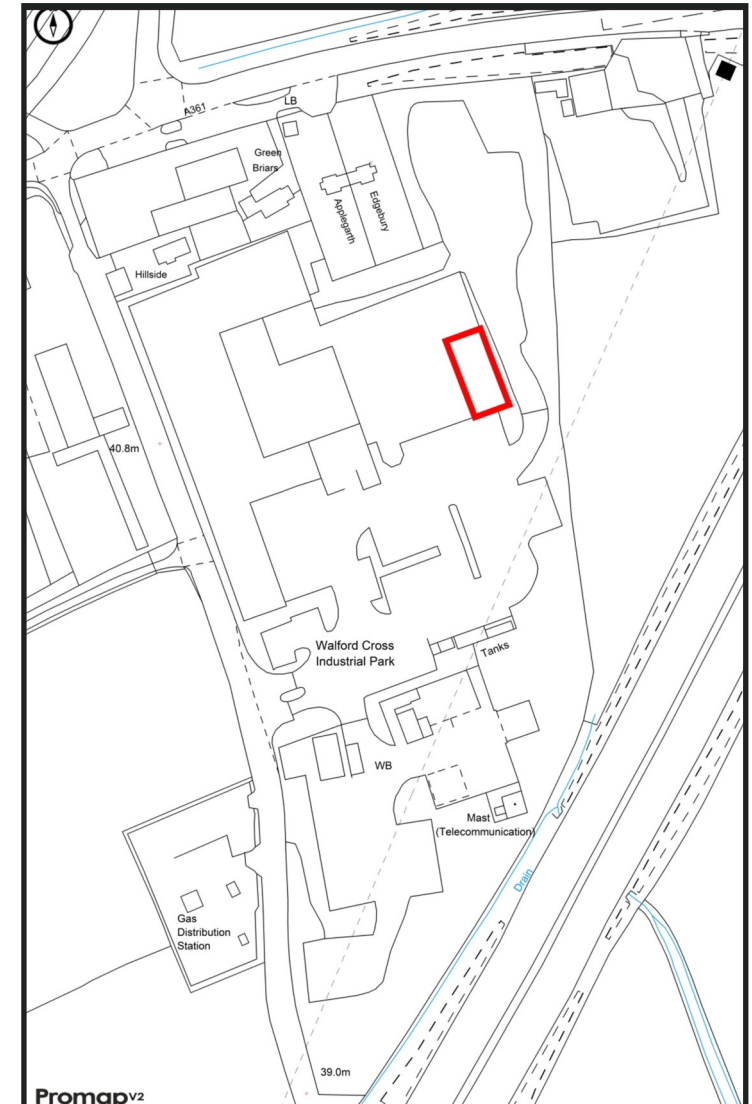 A361
LB
Green
Briars
Applegarth
Edgebury
Hillside
40.8m
Walford Cross
Industrial Park
Tanks
WB
Mast
(Telecommunication)
Drain
Gas
Distribution
Station
39.0m
Promapv2